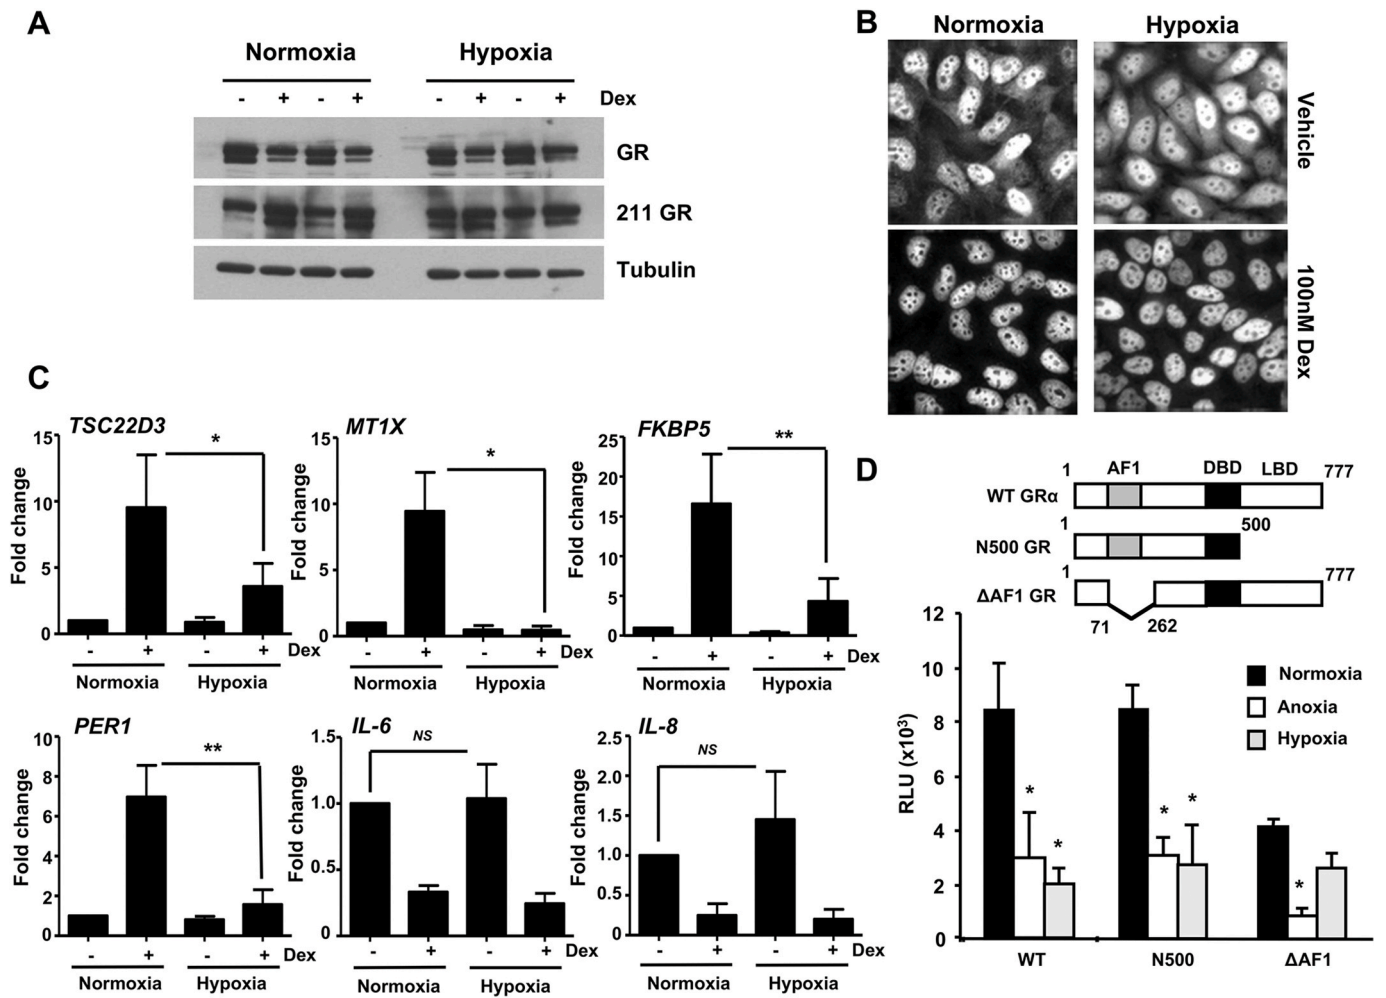 A
Normoxia Hypoxia
- + - + - + - + Dex
GR
211 GR
Tubulin
B
Normoxia Hypoxia
Vehicle
100nM Dex
C
TSC22D3
Fold change
15
10
5
0
*
- + - + Dex
Normoxia Hypoxia
MT1X
Fold change
15
10
5
0
*
- + - + Dex
Normoxia Hypoxia
FKBP5
Fold change
25
20
15
10
5
0
**
- + - + Dex
Normoxia Hypoxia
PER1
Fold change
10
8
6
4
2
0
**
- + - + Dex
Normoxia Hypoxia
IL-6
Fold change
1.5
1.0
0.5
0
NS
- + - + Dex
Normoxia Hypoxia
IL-8
Fold change
2.5
2.0
1.5
1.0
0.5
0
NS
- + - + Dex
Normoxia Hypoxia
D
1 AF1 DBD LBD 777
WT GRα
1 500
N500 GR
1 777
ΔAF1 GR
71 262
RLU (x10³)
12
10
8
6
4
2
0
Normoxia
Anoxia
Hypoxia
* * * * *
WT N500 ΔAF1